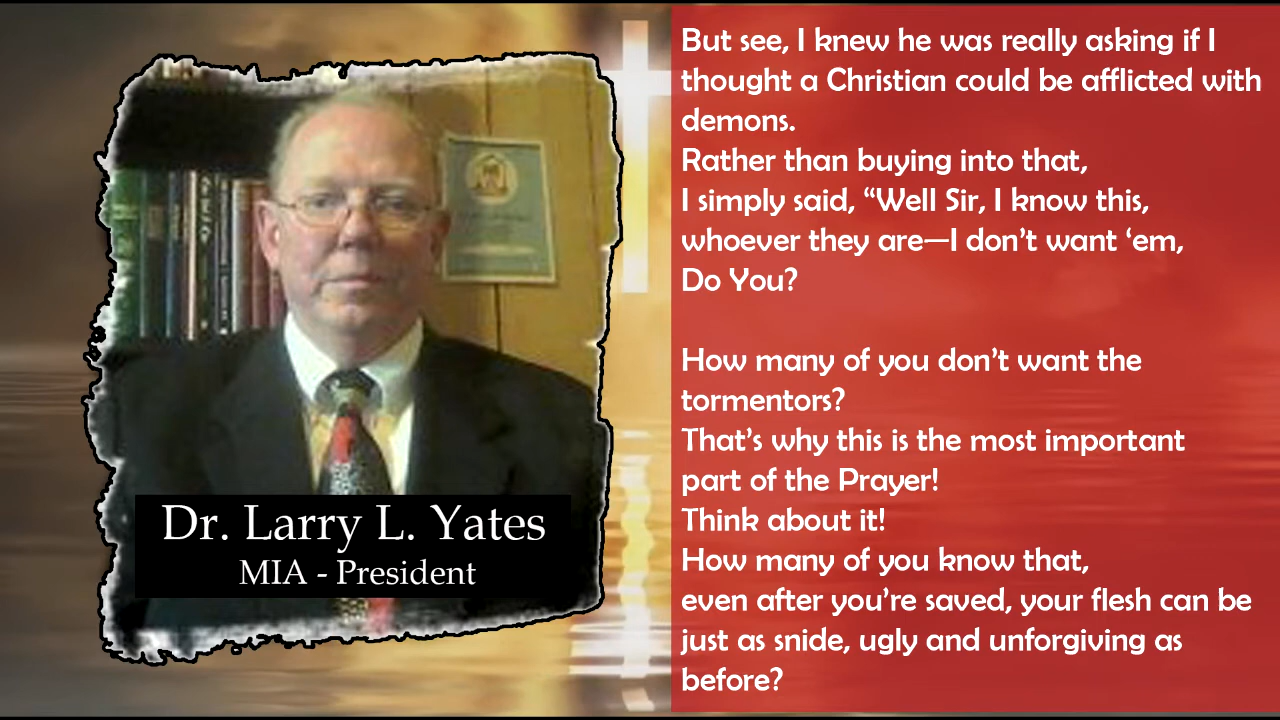 Dr. Larry L. Yates
MIA - President
But see, I knew he was really asking if I
thought a Christian could be afflicted with
demons.
Rather than buying into that,
I simply said, “Well Sir, I know this,
whoever they are—I don’t want ‘em,
Do You?
How many of you don’t want the
tormentors?
That’s why this is the most important
part of the Prayer!
Think about it!
How many of you know that,
even after you’re saved, your flesh can be
just as snide, ugly and unforgiving as
before?